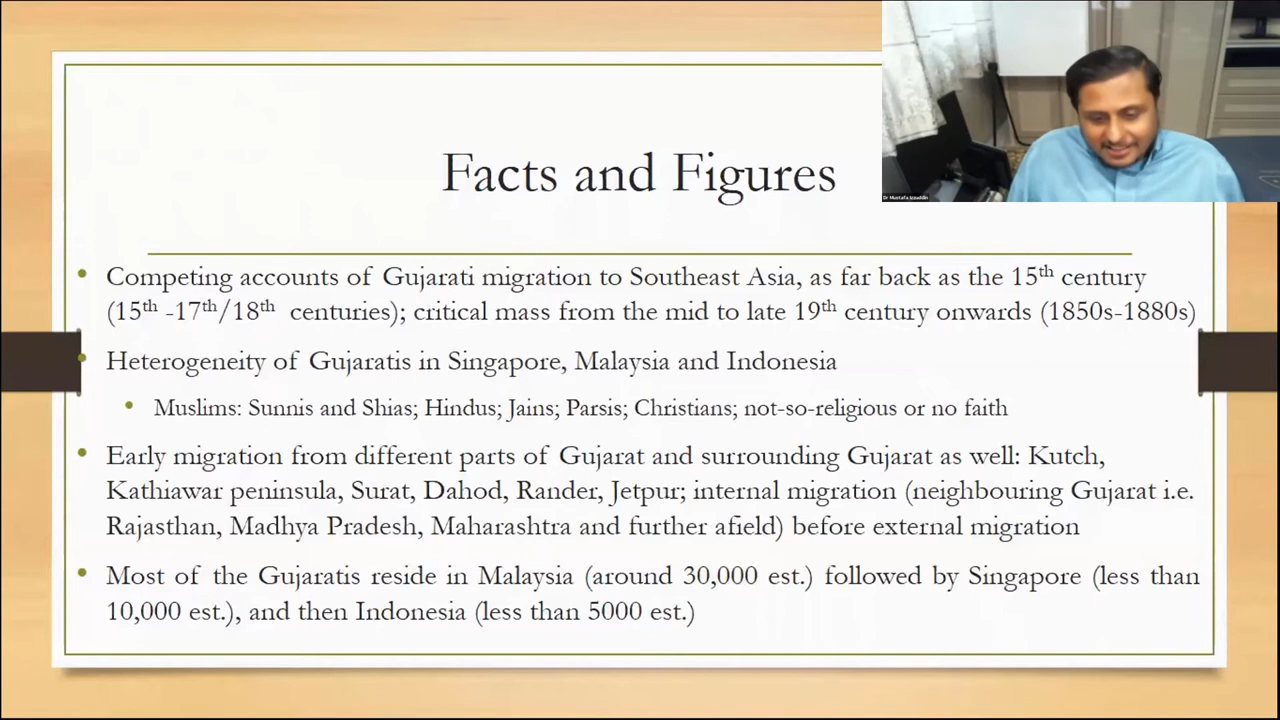 Facts and Figures
Dr Mustafa Izzuddin
• Competing accounts of Gujarati migration to Southeast Asia, as far back as the 15th century
(15th -17th/18th centuries); critical mass from the mid to late 19th century onwards (1850s-1880s)
• Heterogeneity of Gujaratis in Singapore, Malaysia and Indonesia
• Muslims: Sunnis and Shias; Hindus; Jains; Parsis; Christians; not-so-religious or no faith
• Early migration from different parts of Gujarat and surrounding Gujarat as well: Kutch,
Kathiawar peninsula, Surat, Dahod, Rander, Jetpur; internal migration (neighbouring Gujarat i.e.
Rajasthan, Madhya Pradesh, Maharashtra and further afield) before external migration
• Most of the Gujaratis reside in Malaysia (around 30,000 est.) followed by Singapore (less than
10,000 est.), and then Indonesia (less than 5000 est.)